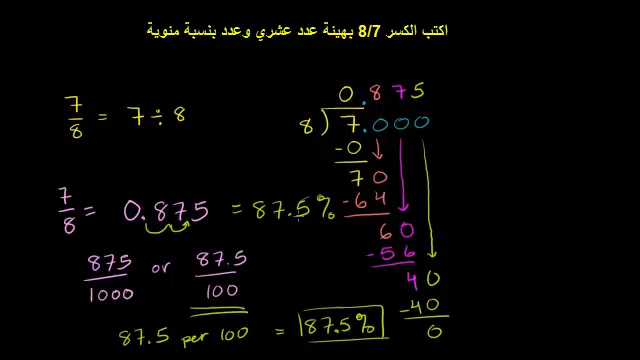 اكتب الكسر 8/7 بهيئة عدد عشري وعدد بنسبة منوية
7/8 = 7 ÷ 8
0.875
8 ) 7.000
-0
70
-64
60
-56
40
-40
0
7/8 = 0.875 = 87.5%
875/1000 or 87.5/100
87.5 per 100 = 87.5%